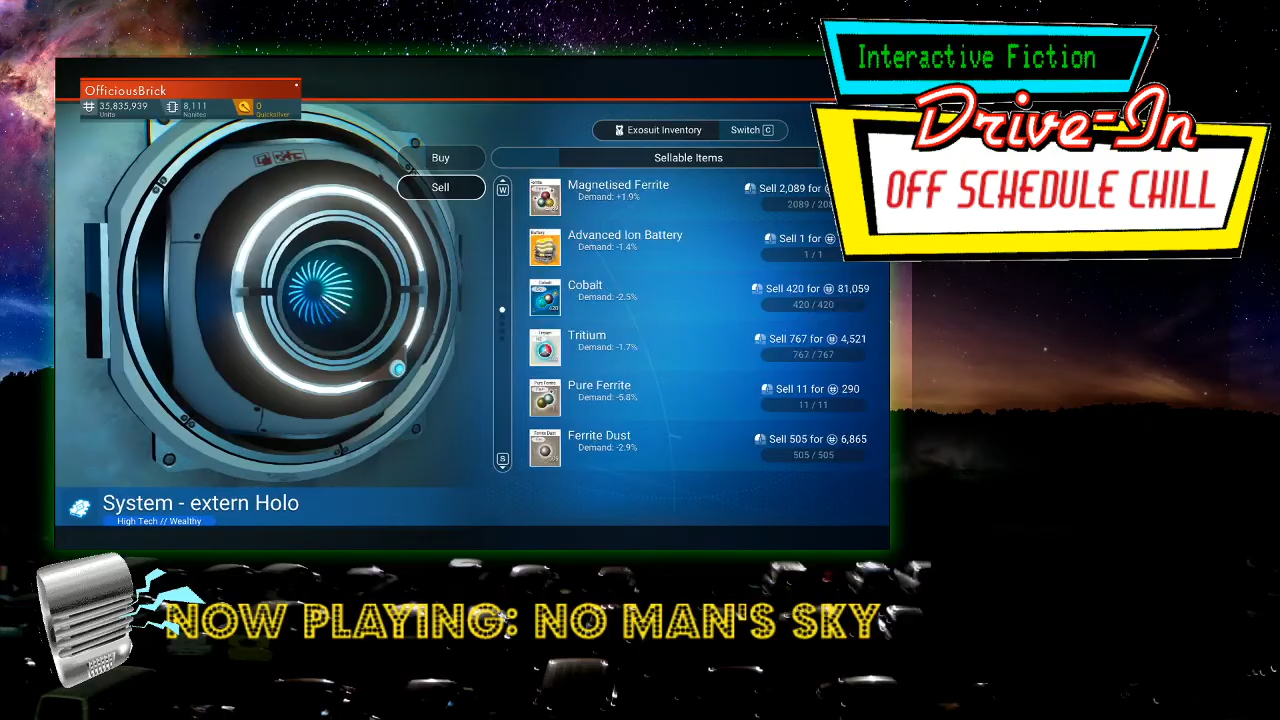 Interactive Fiction
Drive-In
OFF SCHEDULE CHILL
OfficiousBrick
35,835,939
Units
8,111
Nanites
0
Quicksilver
Exosuit Inventory
Switch C
Buy
Sell
Sellable Items
W
Magnetised Ferrite
Demand: +1.9%
Sell 2,089 for
2089 /
Advanced Ion Battery
Demand: -1.4%
Sell 1 for
1 / 1
Cobalt
Demand: -2.5%
Sell 420 for 81,059
420 / 420
Tritium
Demand: -1.7%
Sell 767 for 4,521
767 / 767
Pure Ferrite
Demand: -5.8%
Sell 11 for 290
11 / 11
Ferrite Dust
Demand: -2.9%
Sell 505 for 6,865
505 / 505
S
System - extern Holo
High Tech // Wealthy
NOW PLAYING: NO MAN'S SKY